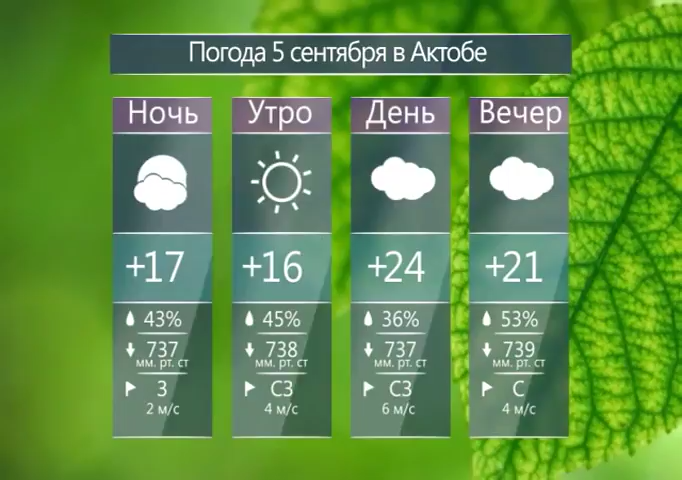 Погода 5 сентября в Актобе
Ночь Утро День Вечер
+17 +16 +24 +21
43% 45% 36% 53%
737 738 737 739
мм. рт. ст мм. рт. ст мм. рт. ст мм. рт. ст
З СЗ СЗ С
2 м/с 4 м/с 6 м/с 4 м/с